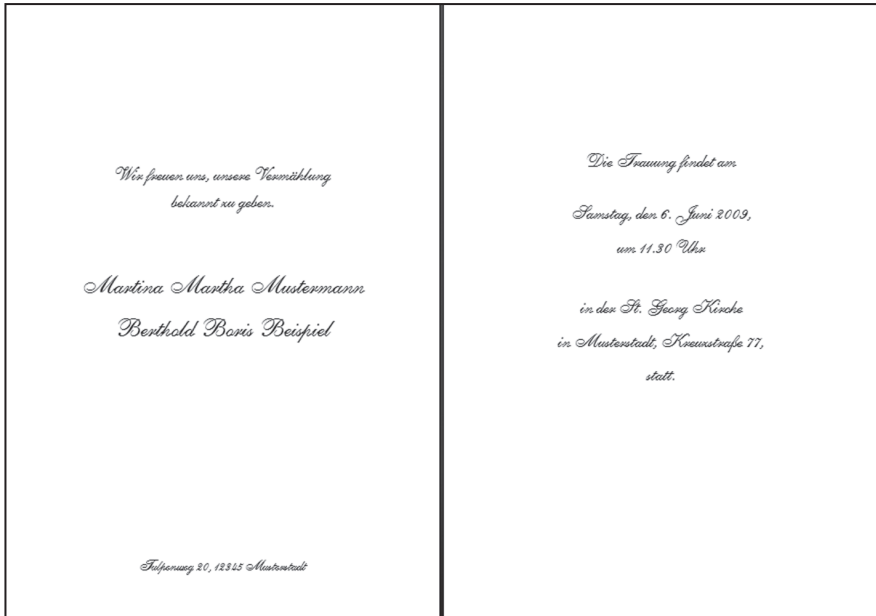 Wir freuen uns, unsere Vermählung
bekannt zu geben.
Martina Martha Mustermann
Berthold Boris Beispiel
Tulpenweg 20, 12345 Musterstadt
Die Trauung findet am
Samstag, den 6. Juni 2009,
um 11.30 Uhr
in der St. Georg Kirche
in Musterstadt, Kreuzstraße 77,
statt.